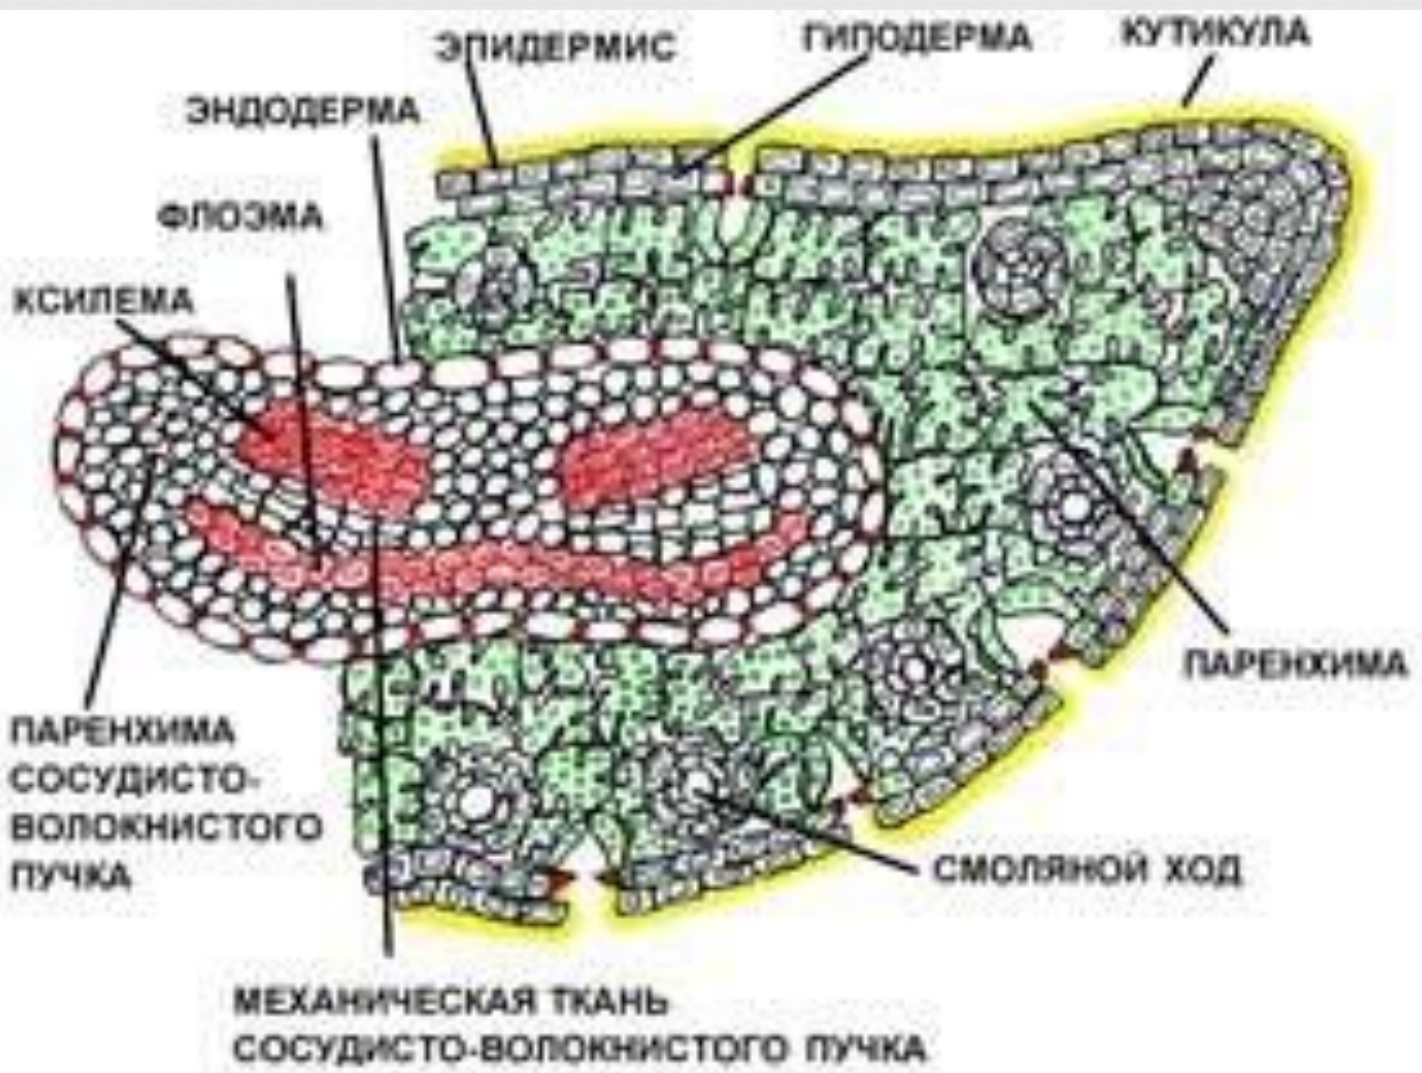 ЭПИДЕРМИС
ГИПОДЕРМА
КУТИКУЛА
ЭНДОДЕРМА
ФЛОЭМА
КСИЛЕМА
ПАРЕНХИМА
ПАРЕНХИМА
СОСУДИСТО-
ВОЛОКНИСТОГО
ПУЧКА
СМОЛЯНОЙ ХОД
МЕХАНИЧЕСКАЯ ТКАНЬ
СОСУДИСТО-ВОЛОКНИСТОГО ПУЧКА